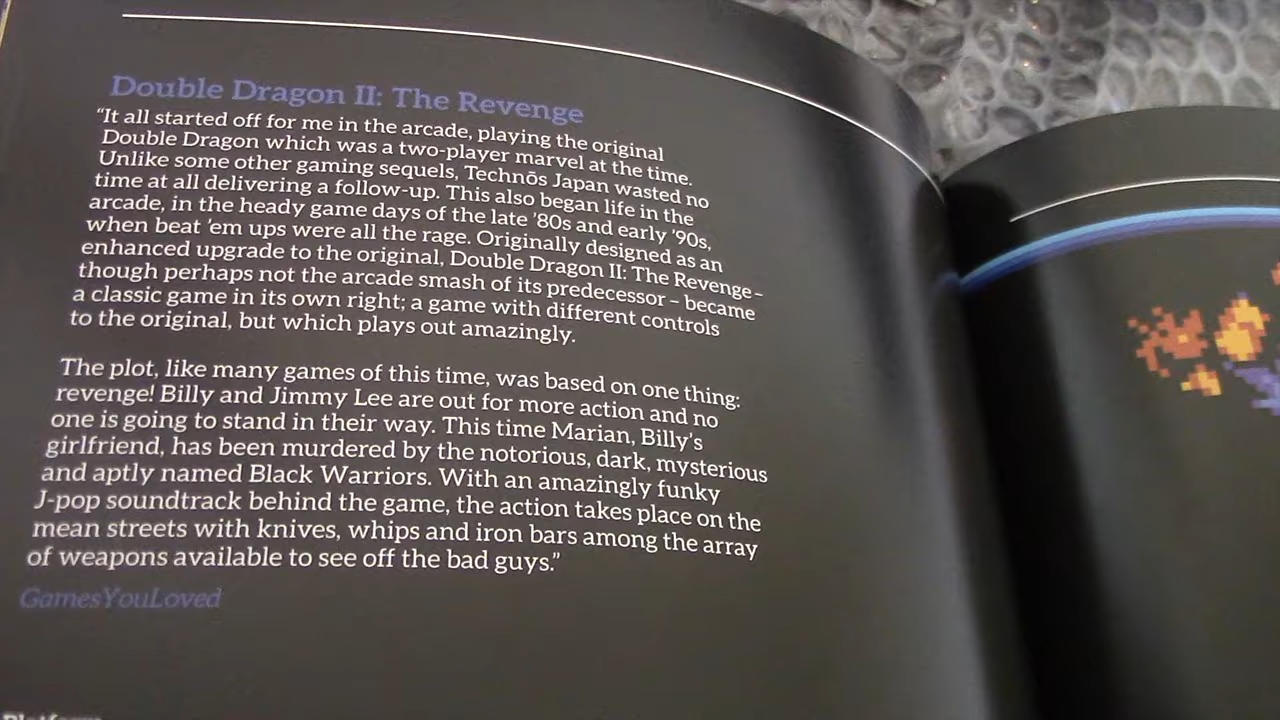 Double Dragon II: The Revenge
“It all started off for me in the arcade, playing the original
Double Dragon which was a two-player marvel at the time.
Unlike some other gaming sequels, Technōs Japan wasted no
time at all delivering a follow-up. This also began life in the
arcade, in the heady game days of the late ’80s and early ’90s,
when beat ’em ups were all the rage. Originally designed as an
enhanced upgrade to the original, Double Dragon II: The Revenge –
though perhaps not the arcade smash of its predecessor – became
a classic game in its own right; a game with different controls
to the original, but which plays out amazingly.
The plot, like many games of this time, was based on one thing:
revenge! Billy and Jimmy Lee are out for more action and no
one is going to stand in their way. This time Marian, Billy’s
girlfriend, has been murdered by the notorious, dark, mysterious
and aptly named Black Warriors. With an amazingly funky
J-pop soundtrack behind the game, the action takes place on the
mean streets with knives, whips and iron bars among the array
of weapons available to see off the bad guys.”
GamesYouLoved
Platform